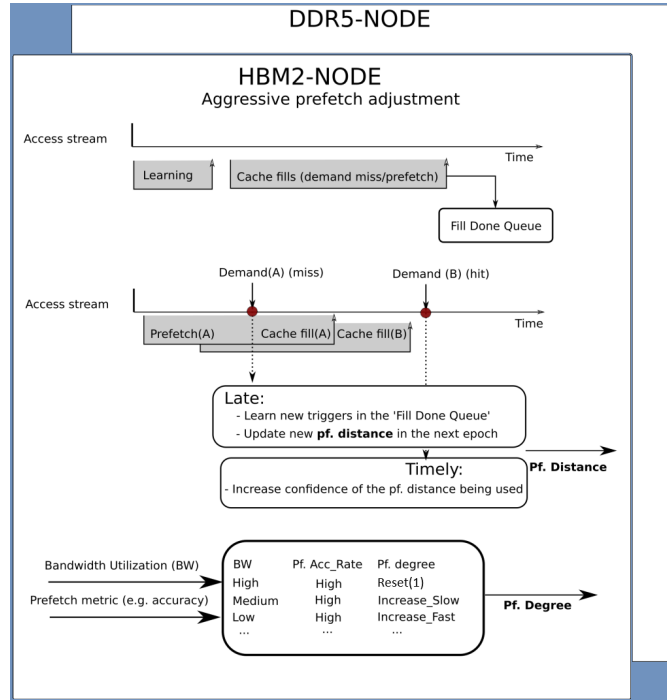 DDR5-NODE
HBM2-NODE
Aggressive prefetch adjustment
Access stream
Time
Learning
Cache fills (demand miss/prefetch)
Fill Done Queue
Demand(A) (miss)
Demand (B) (hit)
Access stream
Time
Prefetch(A)
Cache fill(A)
Cache fill(B)
Late:
- Learn new triggers in the 'Fill Done Queue'
- Update new pf. distance in the next epoch
Timely:
- Increase confidence of the pf. distance being used
Pf. Distance
Bandwidth Utilization (BW)
Prefetch metric (e.g. accuracy)
BW Pf. Acc_Rate Pf. degree
High High Reset(1)
Medium High Increase_Slow
Low High Increase_Fast
... ... ...
Pf. Degree